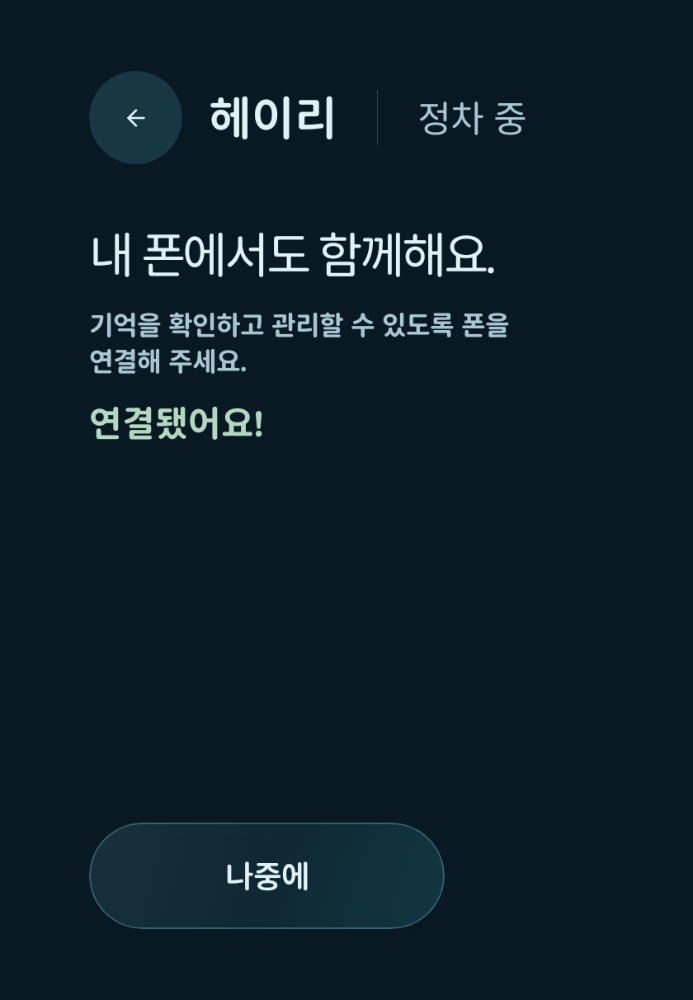 헤이리
정차 중
내 폰에서도 함께해요.
기억을 확인하고 관리할 수 있도록 폰을
연결해 주세요.
연결됐어요!
나중에